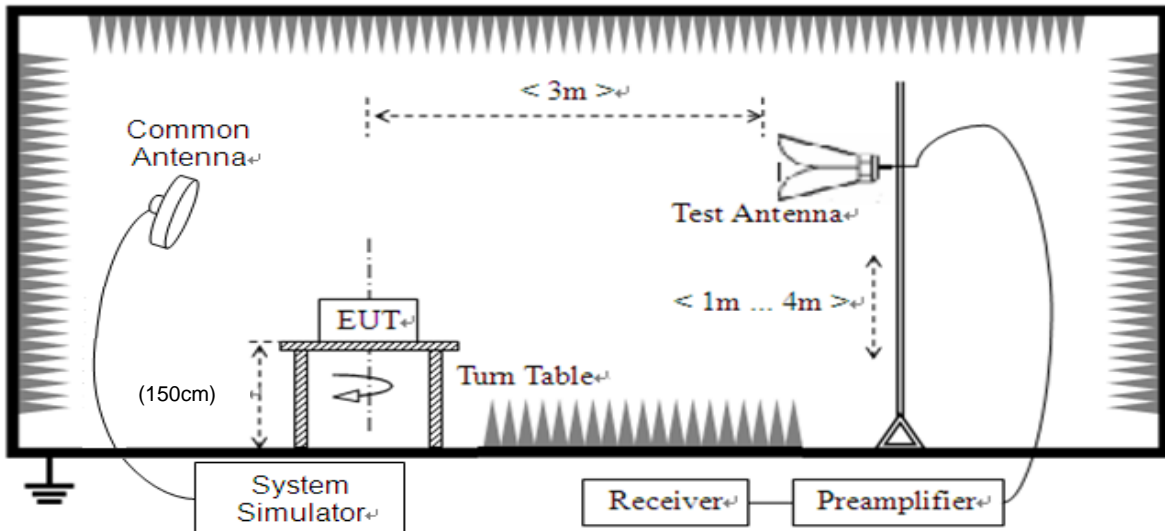 < 3m >↵
Common
Antenna↵
Test Antenna↵
< 1m ... 4m >↵
EUT↵
Turn Table↵
(150cm)
System
Simulator↵
Receiver↵
Preamplifier↵